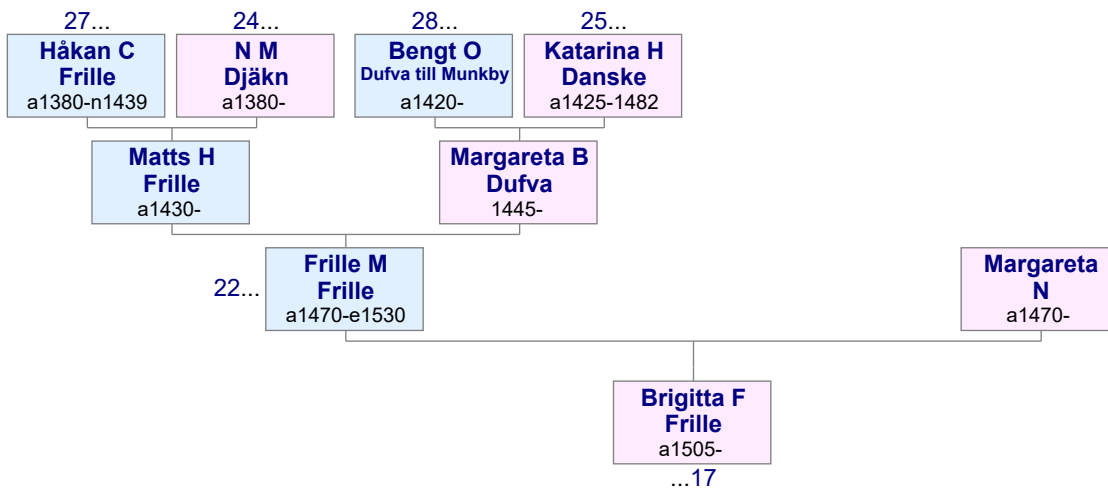 27...
24...
28...
25...
Håkan C
Frille
a1380-n1439
N M
Djäkn
a1380-
Bengt O
Dufva till Munkby
a1420-
Katarina H
Danske
a1425-1482
Matts H
Frille
a1430-
Margareta B
Dufva
1445-
22...
Frille M
Frille
a1470-e1530
Margareta
N
a1470-
Brigitta F
Frille
a1505-
...17